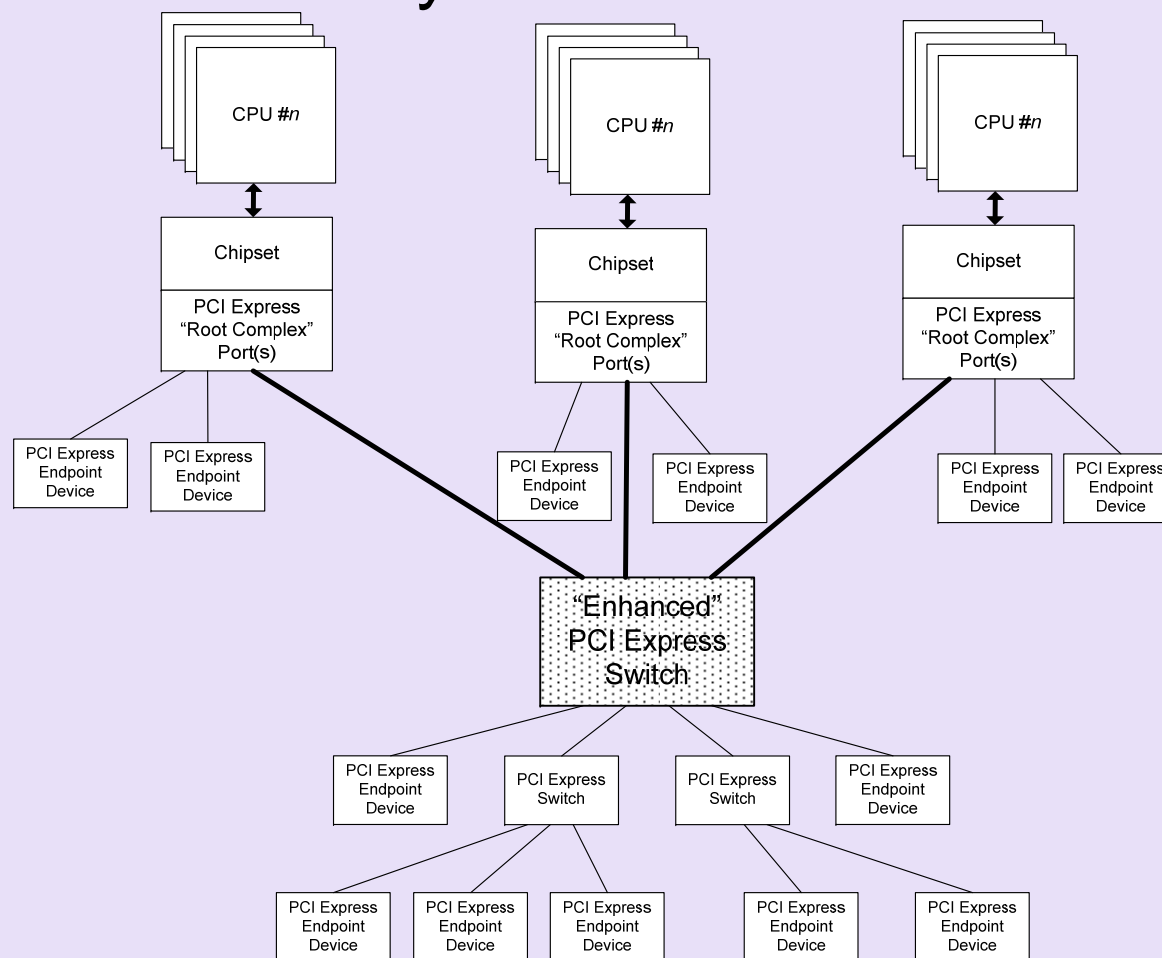 CPU #n
CPU #n
CPU #n
Chipset
Chipset
Chipset
PCI Express
“Root Complex”
Port(s)
PCI Express
“Root Complex”
Port(s)
PCI Express
“Root Complex”
Port(s)
PCI Express
Endpoint
Device
PCI Express
Endpoint
Device
PCI Express
Endpoint
Device
PCI Express
Endpoint
Device
PCI Express
Endpoint
Device
PCI Express
Endpoint
Device
“Enhanced”
PCI Express
Switch
PCI Express
Endpoint
Device
PCI Express
Switch
PCI Express
Switch
PCI Express
Endpoint
Device
PCI Express
Endpoint
Device
PCI Express
Endpoint
Device
PCI Express
Endpoint
Device
PCI Express
Endpoint
Device
PCI Express
Endpoint
Device